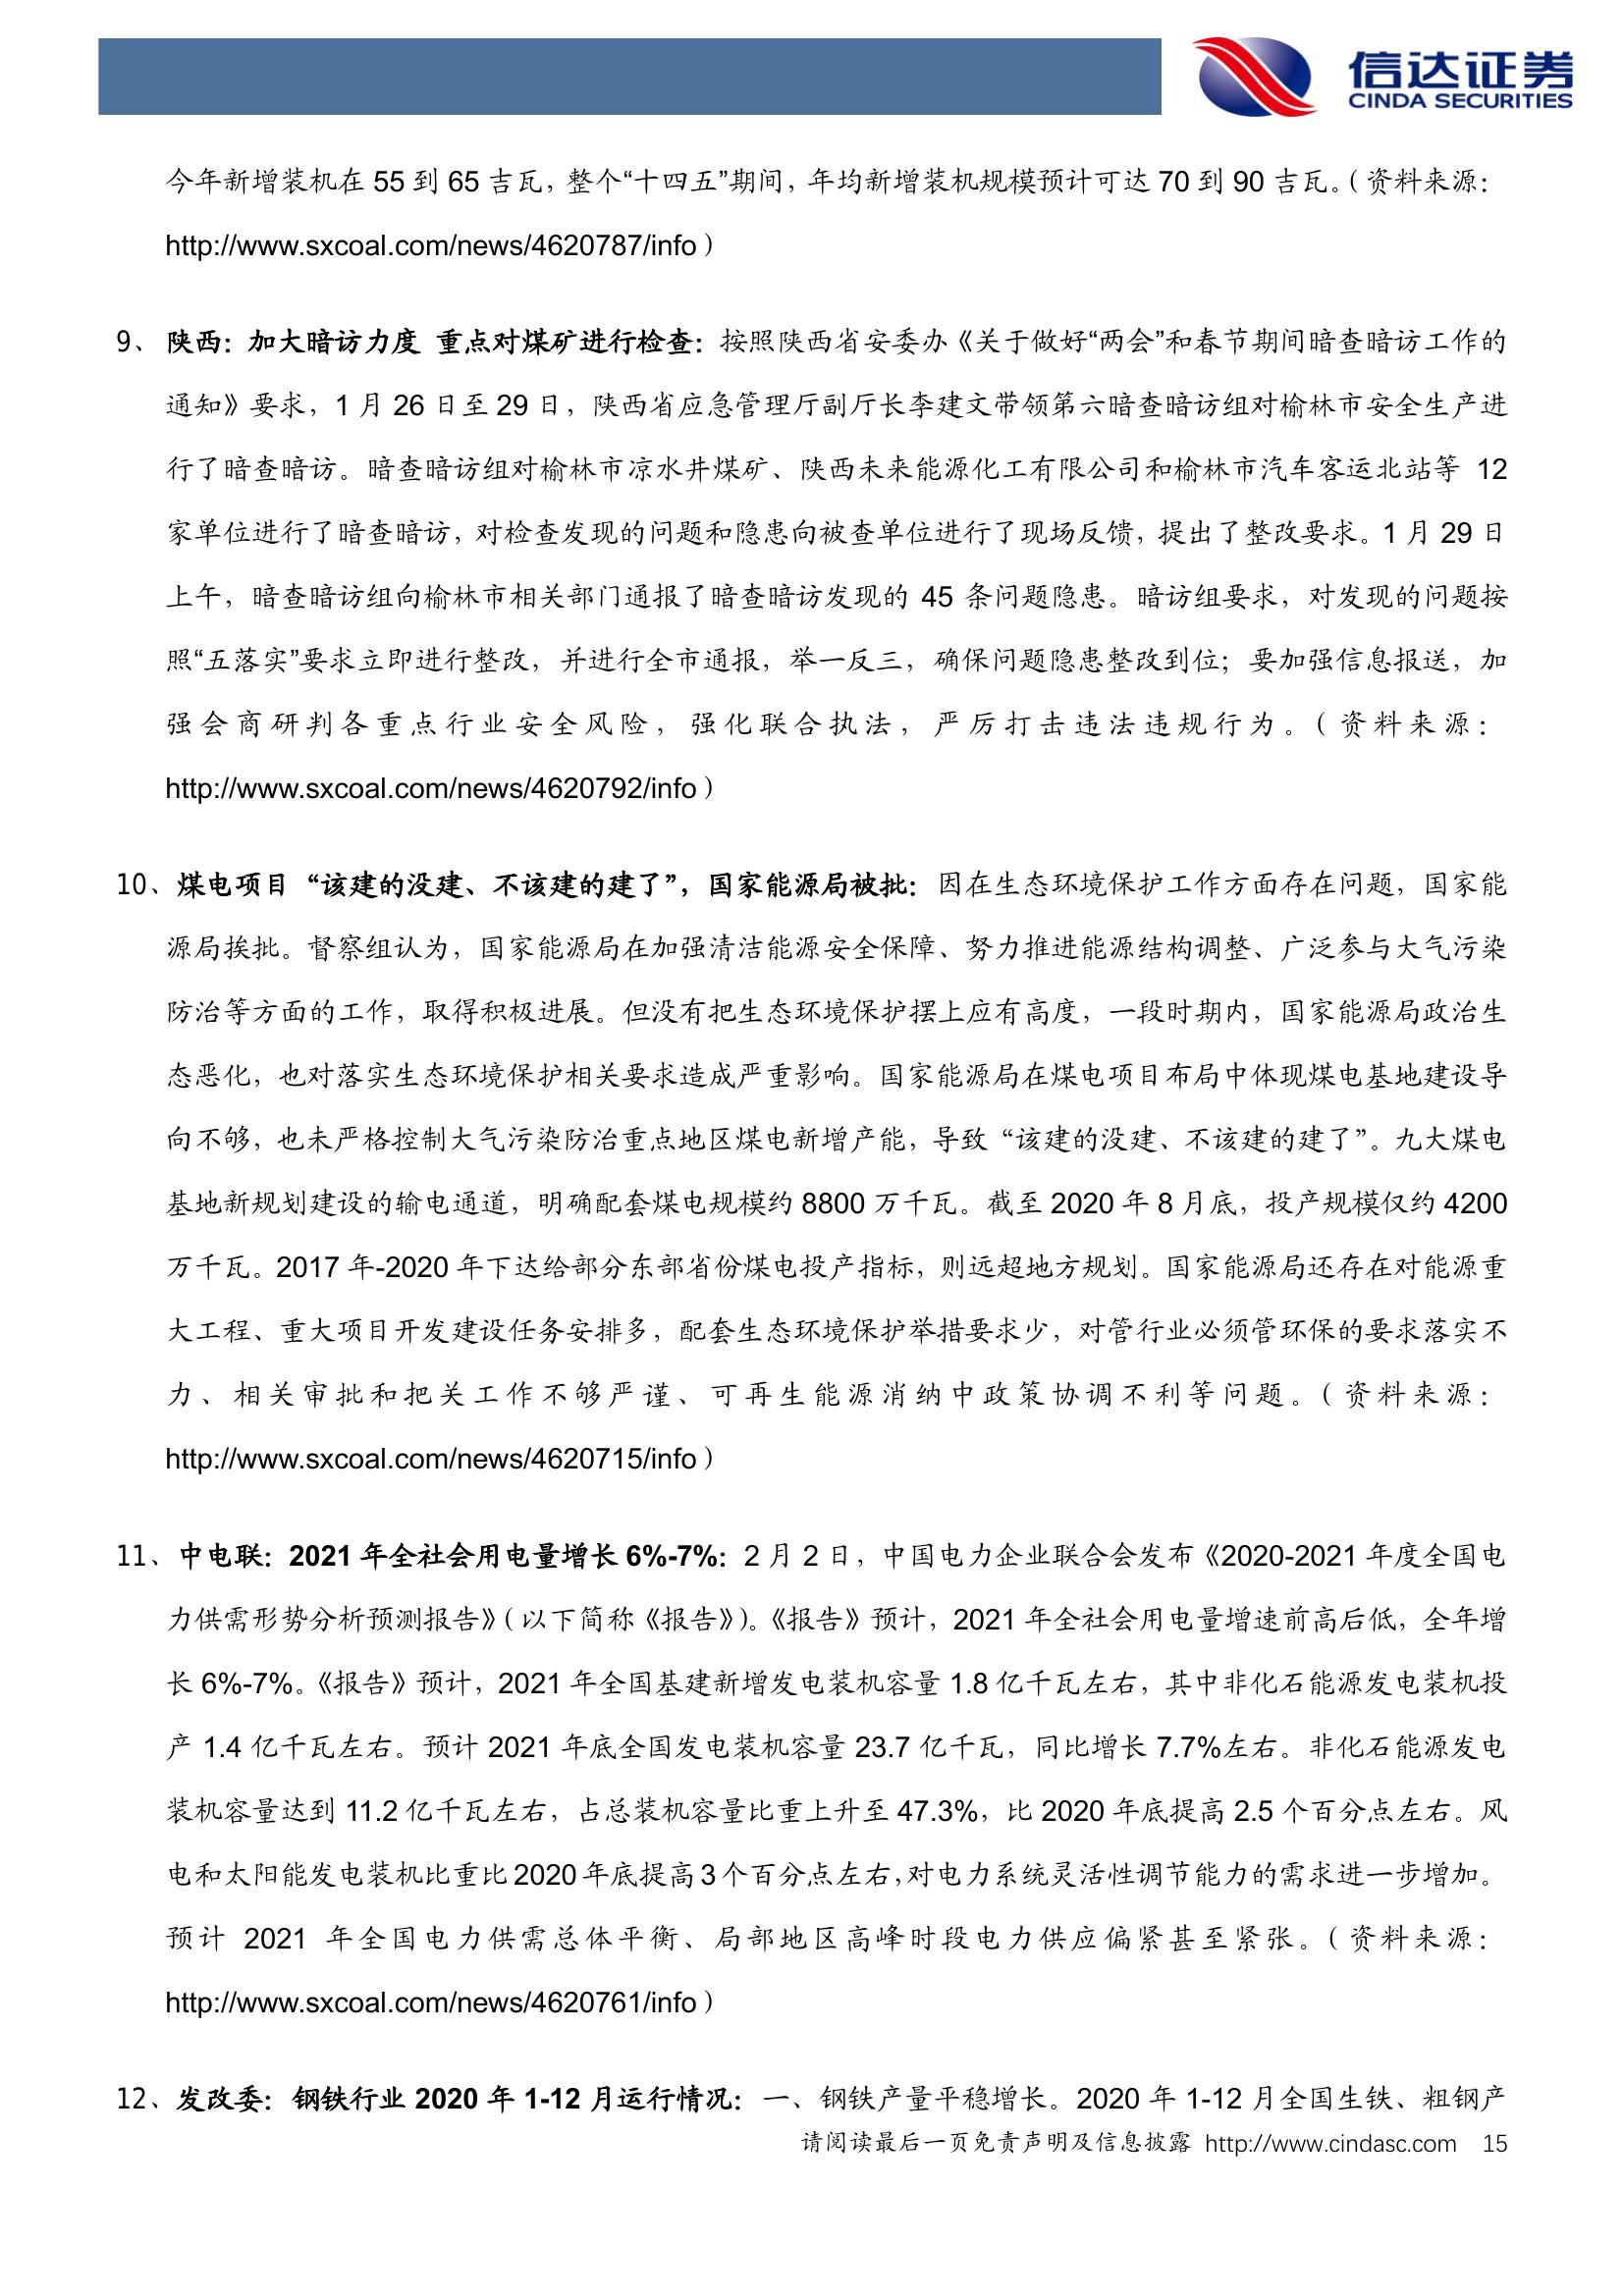 信达证券
CINDA SECURITIES
今年新增装机在 55 到 65 吉瓦，整个“十四五”期间，年均新增装机规模预计可达 70 到 90 吉瓦。（资料来源：
http://www.sxcoal.com/news/4620787/info）
9、 陕西：加大暗访力度 重点对煤矿进行检查：按照陕西省安委办《关于做好“两会”和春节期间暗查暗访工作的
通知》要求，1 月 26 日至 29 日，陕西省应急管理厅副厅长李建文带领第六暗查暗访组对榆林市安全生产进
行了暗查暗访。暗查暗访组对榆林市凉水井煤矿、陕西未来能源化工有限公司和榆林市汽车客运北站等 12
家单位进行了暗查暗访，对检查发现的问题和隐患向被查单位进行了现场反馈，提出了整改要求。1 月 29 日
上午，暗查暗访组向榆林市相关部门通报了暗查暗访发现的 45 条问题隐患。暗访组要求，对发现的问题按
照“五落实”要求立即进行整改，并进行全市通报，举一反三，确保问题隐患整改到位；要加强信息报送，加
强会商研判各重点行业安全风险，强化联合执法，严厉打击违法违规行为。（资料来源：
http://www.sxcoal.com/news/4620792/info）
10、煤电项目“该建的没建、不该建的建了”，国家能源局被批：因在生态环境保护工作方面存在问题，国家能
源局挨批。督察组认为，国家能源局在加强清洁能源安全保障、努力推进能源结构调整、广泛参与大气污染
防治等方面的工作，取得积极进展。但没有把生态环境保护摆上应有高度，一段时期内，国家能源局政治生
态恶化，也对落实生态环境保护相关要求造成严重影响。国家能源局在煤电项目布局中体现煤电基地建设导
向不够，也未严格控制大气污染防治重点地区煤电新增产能，导致“该建的没建、不该建的建了”。九大煤电
基地新规划建设的输电通道，明确配套煤电规模约 8800 万千瓦。截至 2020 年 8 月底，投产规模仅约 4200
万千瓦。2017 年-2020 年下达给部分东部省份煤电投产指标，则远超地方规划。国家能源局还存在对能源重
大工程、重大项目开发建设任务安排多，配套生态环境保护举措要求少，对管行业必须管环保的要求落实不
力、相关审批和把关工作不够严谨、可再生能源消纳中政策协调不利等问题。（资料来源：
http://www.sxcoal.com/news/4620715/info）
11、中电联：2021 年全社会用电量增长 6%-7%：2 月 2 日，中国电力企业联合会发布《2020-2021 年度全国电
力供需形势分析预测报告》（以下简称《报告》）。《报告》预计，2021 年全社会用电量增速前高后低，全年增
长 6%-7%。《报告》预计，2021 年全国基建新增发电装机容量 1.8 亿千瓦左右，其中非化石能源发电装机投
产 1.4 亿千瓦左右。预计 2021 年底全国发电装机容量 23.7 亿千瓦，同比增长 7.7%左右。非化石能源发电
装机容量达到 11.2 亿千瓦左右，占总装机容量比重上升至 47.3%，比 2020 年底提高 2.5 个百分点左右。风
电和太阳能发电装机比重比 2020 年底提高 3 个百分点左右，对电力系统灵活性调节能力的需求进一步增加。
预计 2021 年全国电力供需总体平衡、局部地区高峰时段电力供应偏紧甚至紧张。（资料来源：
http://www.sxcoal.com/news/4620761/info）
12、发改委：钢铁行业 2020 年 1-12 月运行情况：一、钢铁产量平稳增长。2020 年 1-12 月全国生铁、粗钢产
请阅读最后一页免责声明及信息披露 http://www.cindasc.com 15